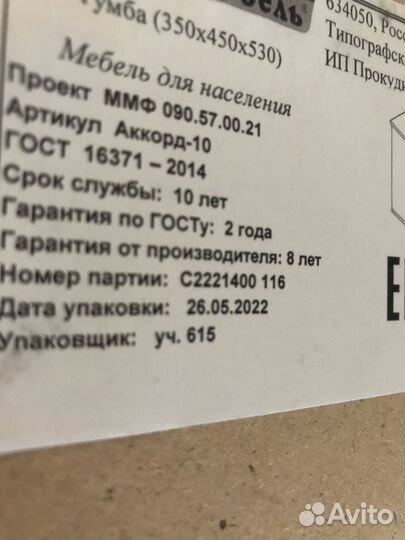 Тумба (350х450х530)
634050, Рос
Типографск
ИП Прокуди
Мебель для населения
Проект ММФ 090.57.00.21
Артикул Аккорд-10
ГОСТ 16371 – 2014
Срок службы: 10 лет
Гарантия по ГОСТу: 2 года
Гарантия от производителя: 8 лет
Номер партии: С2221400 116
Дата упаковки: 26.05.2022
Упаковщик: уч. 615
Avito